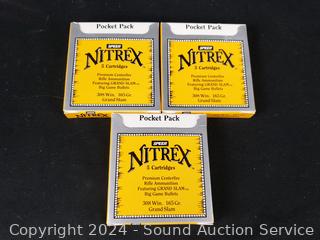 Pocket Pack
SPEER
NITREX
5 Cartridges
Premium Centerfire
Rifle Ammunition
Featuring GRAND SLAM
Big Game Bullets
308 Win. 165 Gr.
Grand Slam
Pocket Pack
SPEER
NITREX
5 Cartridges
Premium Centerfire
Rifle Ammunition
Featuring GRAND SLAM
Big Game Bullets
308 Win. 165 Gr.
Grand Slam
Pocket Pack
SPEER
NITREX
5 Cartridges
Premium Centerfire
Rifle Ammunition
Featuring GRAND SLAM
Big Game Bullets
308 Win. 165 Gr.
Grand Slam
Copyright 2024 - Sound Auction Service